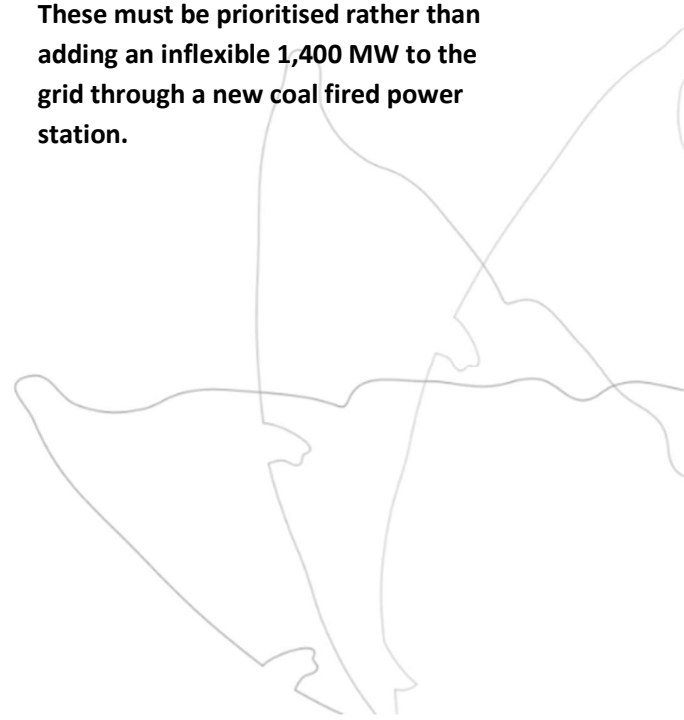 These must be prioritised rather than
adding an inflexible 1,400 MW to the
grid through a new coal fired power
station.